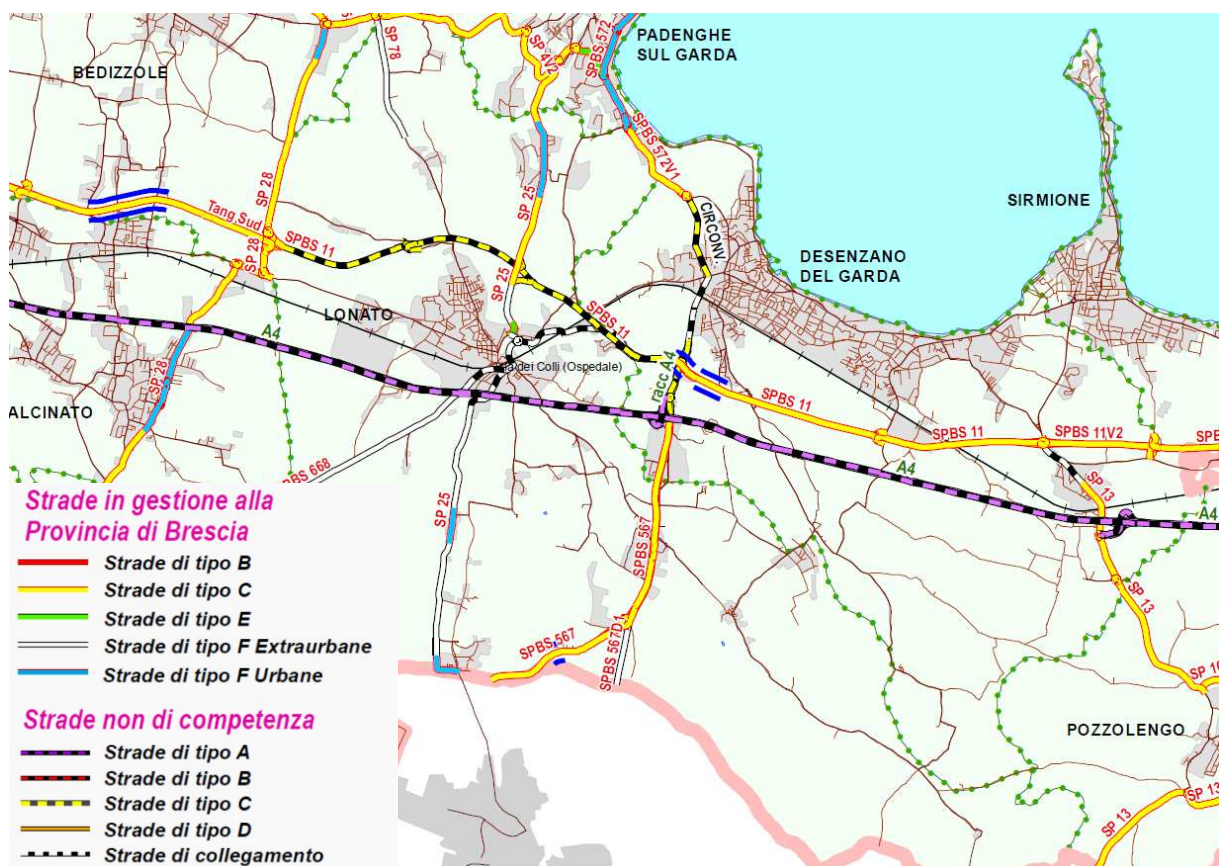 SP 78
SP 4V2
SPBS 572
PADENGHE
SUL GARDA
BEDIZZOLE
SP 28
SP 25
SPBS 572V1
SIRMIONE
CIRCONV.
Tang Sud
SP 28
SPBS 11
DESENZANO
DEL GARDA
SP 25
LONATO
SPBS 11
A4
dei Colli (Ospedale)
racc A4
SP 28
ALCINATO
SPBS 11
SPBS 11
SPBS 11V2
A4
SP 13
A4
SPBS 668
SP 25
SPBS 567
SP 13
SPBS 567
SPBS 567D1
POZZOLENGO
SP 13
SP 13
Strade in gestione alla
Provincia di Brescia
Strade di tipo B
Strade di tipo C
Strade di tipo E
Strade di tipo F Extraurbane
Strade di tipo F Urbane
Strade non di competenza
Strade di tipo A
Strade di tipo B
Strade di tipo C
Strade di tipo D
Strade di collegamento